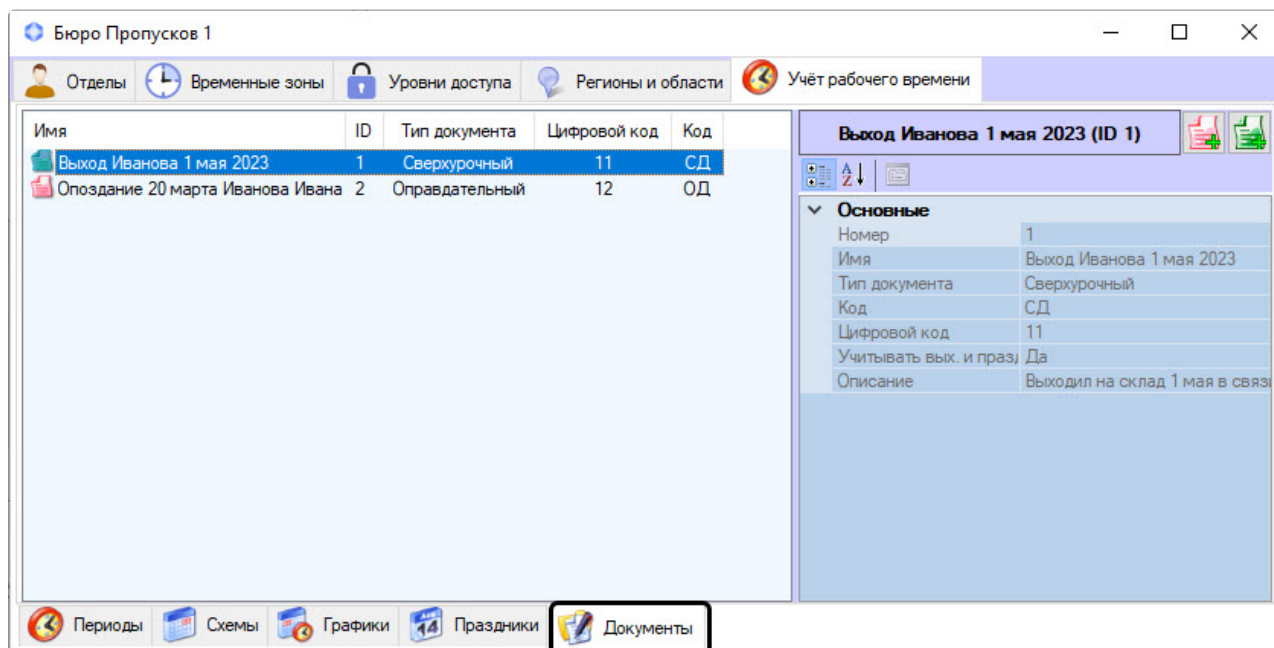 Бюро Пропусков 1
Отделы Временные зоны Уровни доступа Регионы и области Учёт рабочего времени
Имя ID Тип документа Цифровой код Код
Выход Иванова 1 мая 2023 1 Сверхурочный 11 СД
Опоздание 20 марта Иванова Ивана 2 Оправдательный 12 ОД
Выход Иванова 1 мая 2023 (ID 1)
Основные
Номер 1
Имя Выход Иванова 1 мая 2023
Тип документа Сверхурочный
Код СД
Цифровой код 11
Учитывать вых. и праз Да
Описание Выходил на склад 1 мая в связи
Периоды Схемы Графики 14 Праздники Документы